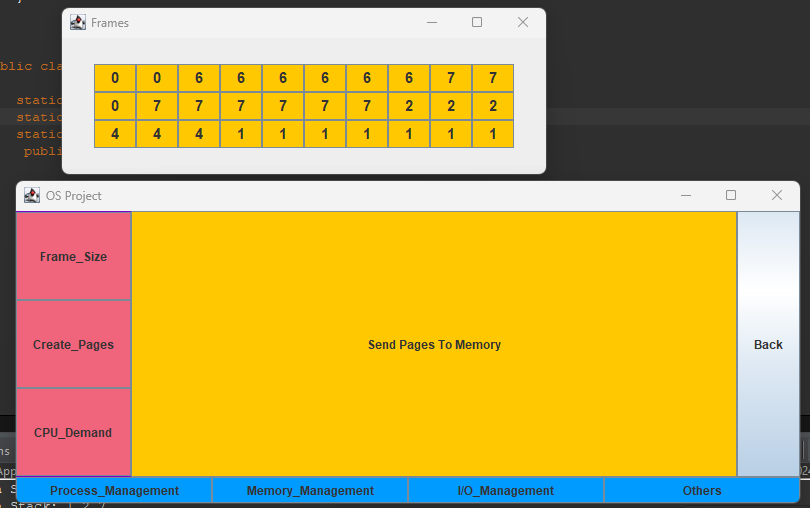 Frames
blic cla
0 0 6 6 6 6 6 6 7 7
static
0 7 7 7 7 7 7 2 2 2
static
4 4 4 1 1 1 1 1 1 1
static
publi
OS Project
Frame_Size
Create_Pages
Send Pages To Memory
Back
CPU_Demand
Process_Management
Memory_Management
I/O_Management
Others
Stack: